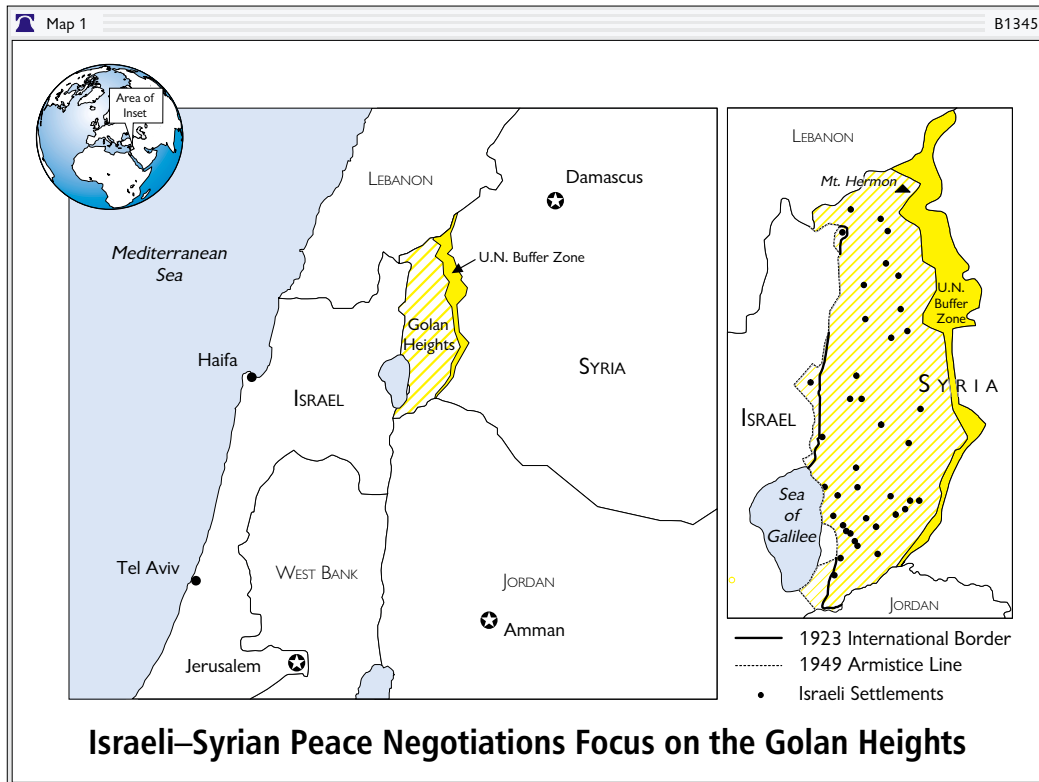 Map 1
B1345
Area of
Inset
LEBANON
Damascus
Mediterranean
Sea
U.N. Buffer Zone
Golan
Heights
Haifa
SYRIA
ISRAEL
Tel Aviv
WEST BANK
JORDAN
Amman
Jerusalem
LEBANON
Mt. Hermon
U.N.
Buffer
Zone
SYRIA
ISRAEL
Sea
of
Galilee
JORDAN
1923 International Border
1949 Armistice Line
Israeli Settlements
Israeli–Syrian Peace Negotiations Focus on the Golan Heights